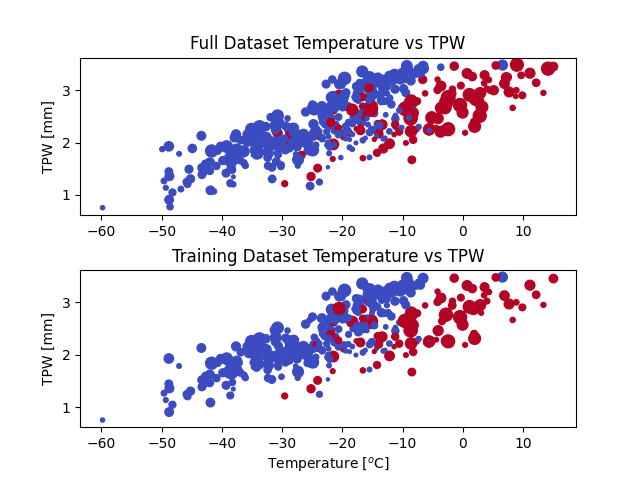 Full Dataset Temperature vs TPW
TPW [mm]
3
2
1
−60 −50 −40 −30 −20 −10 0 10
Training Dataset Temperature vs TPW
TPW [mm]
3
2
1
−60 −50 −40 −30 −20 −10 0 10
Temperature [°C]